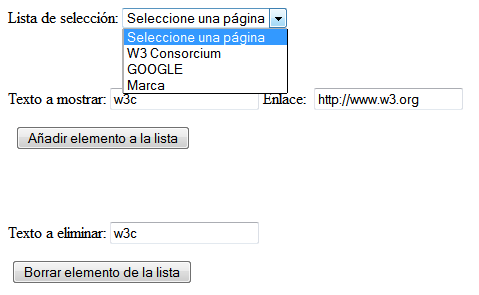 Lista de selección: Seleccione una página
Seleccione una página
W3 Consorcium
GOOGLE
Marca
Texto a mostrar: w3c Enlace: http://www.w3.org
Añadir elemento a la lista
Texto a eliminar: w3c
Borrar elemento de la lista